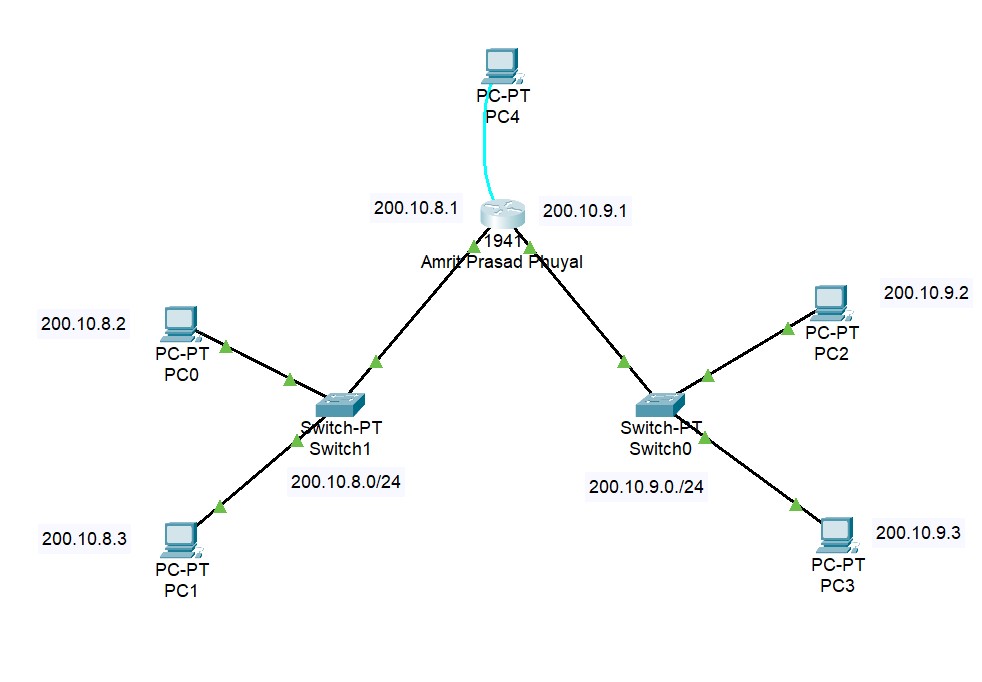 PC-PT
PC4
200.10.8.1
200.10.9.1
1941
Amrit Prasad Phuyal
200.10.8.2
PC-PT
PC0
200.10.9.2
PC-PT
PC2
Switch-PT
Switch1
200.10.8.0/24
Switch-PT
Switch0
200.10.9.0./24
200.10.8.3
PC-PT
PC1
200.10.9.3
PC-PT
PC3